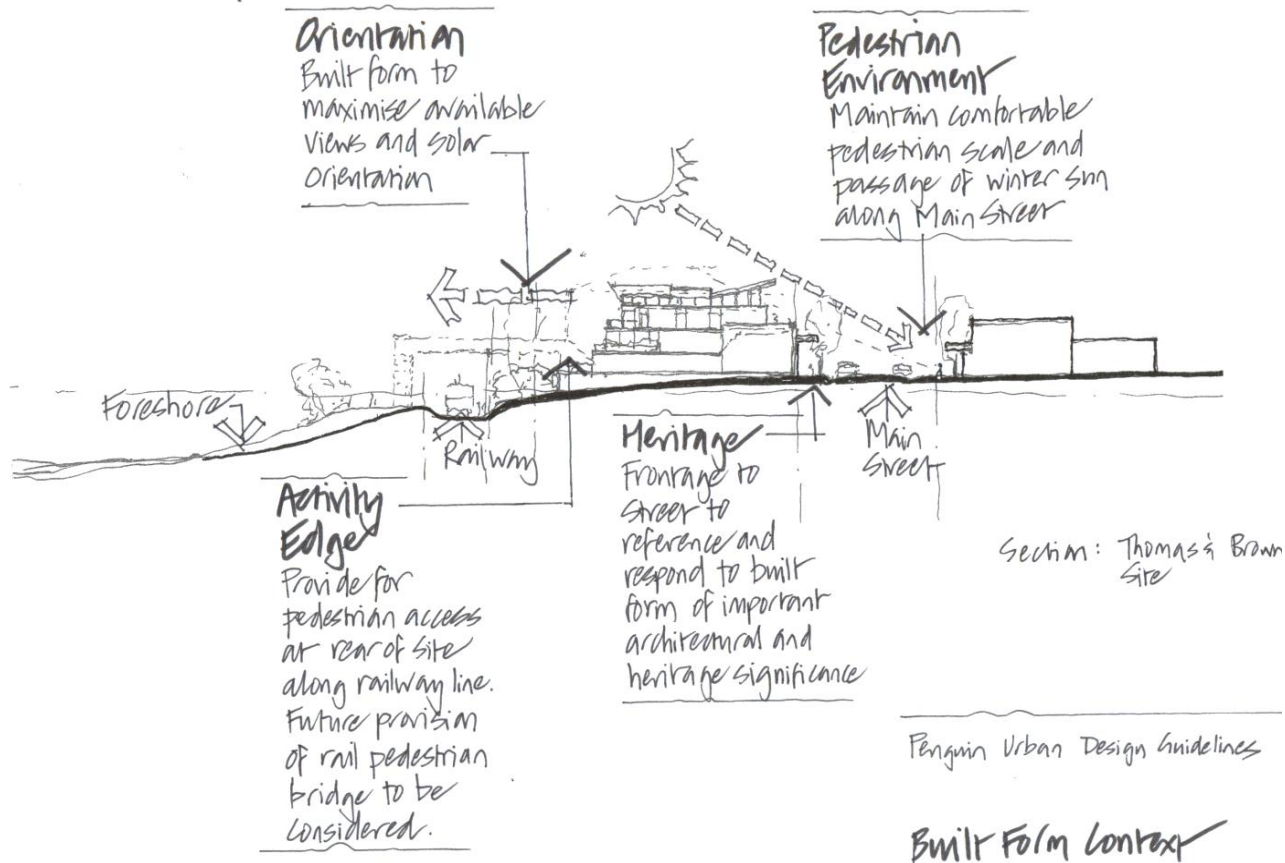 Orientation
Built form to
maximise available
views and solar
orientation
Pedestrian
Environment
Maintain comfortable
pedestrian scale and
passage of winter sun
along Main Street
Foreshore
Railway
Main
Street
Activity
Edge
Provide for
pedestrian access
at rear of site
along railway line.
Future provision
of rail pedestrian
bridge to be
considered.
Heritage
Frontage to
street to
reference and
respond to built
form of important
architectural and
heritage significance
Section: Thomas & Brown
Site
Penguin Urban Design Guidelines
Built Form Context